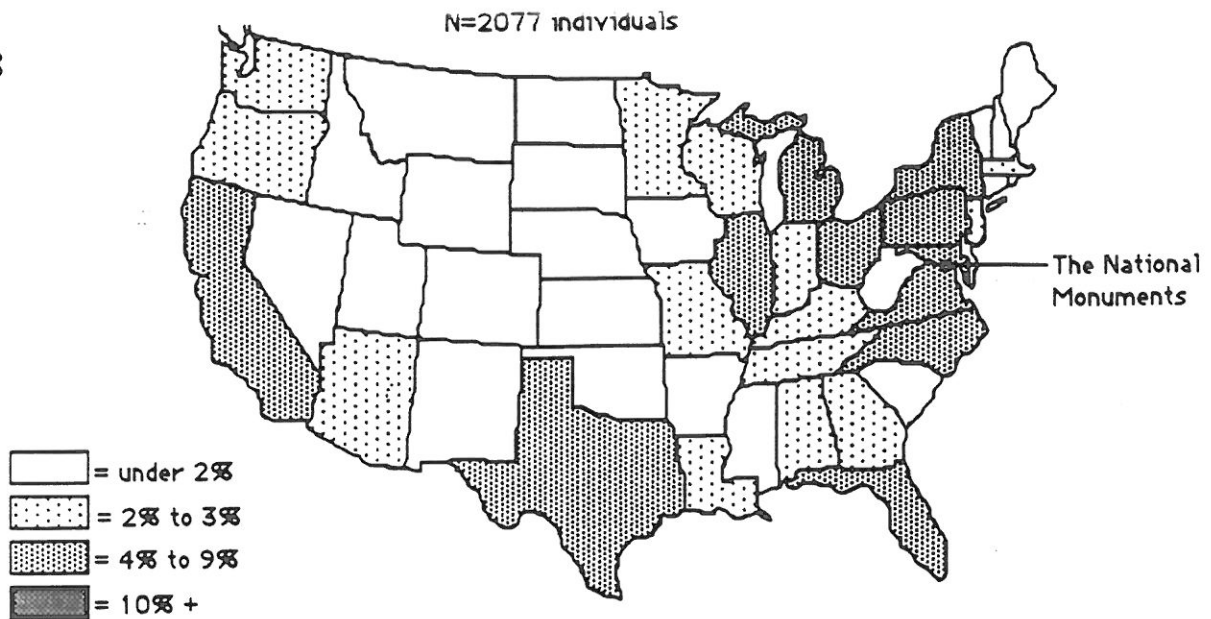 N=2077 individuals
The National
Monuments
= under 2%
= 2% to 3%
= 4% to 9%
= 10% +